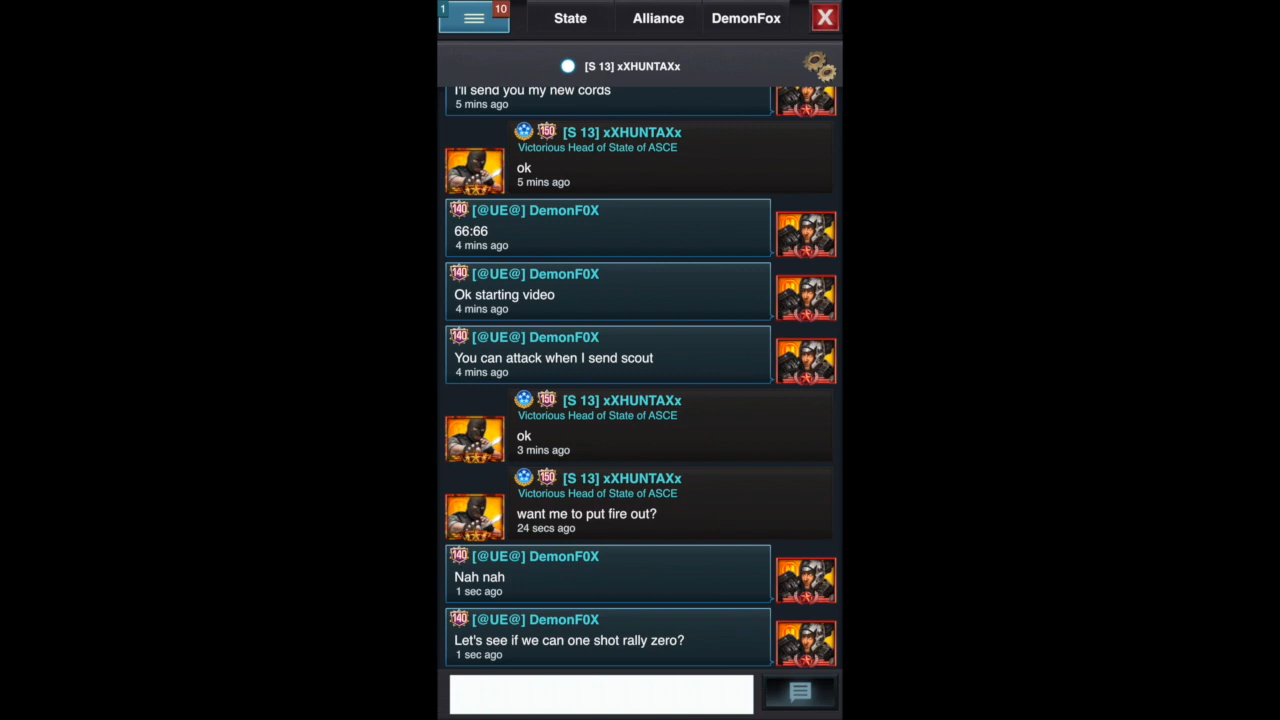 1
10
State
Alliance
DemonFox
X
[S 13] xXHUNTAXx
I'll send you my new cords
5 mins ago
150 [S 13] xXHUNTAXx
Victorious Head of State of ASCE
ok
5 mins ago
140 [@UE@] DemonF0X
66:66
4 mins ago
140 [@UE@] DemonF0X
Ok starting video
4 mins ago
140 [@UE@] DemonF0X
You can attack when I send scout
4 mins ago
150 [S 13] xXHUNTAXx
Victorious Head of State of ASCE
ok
3 mins ago
150 [S 13] xXHUNTAXx
Victorious Head of State of ASCE
want me to put fire out?
24 secs ago
140 [@UE@] DemonF0X
Nah nah
1 sec ago
140 [@UE@] DemonF0X
Let's see if we can one shot rally zero?
1 sec ago